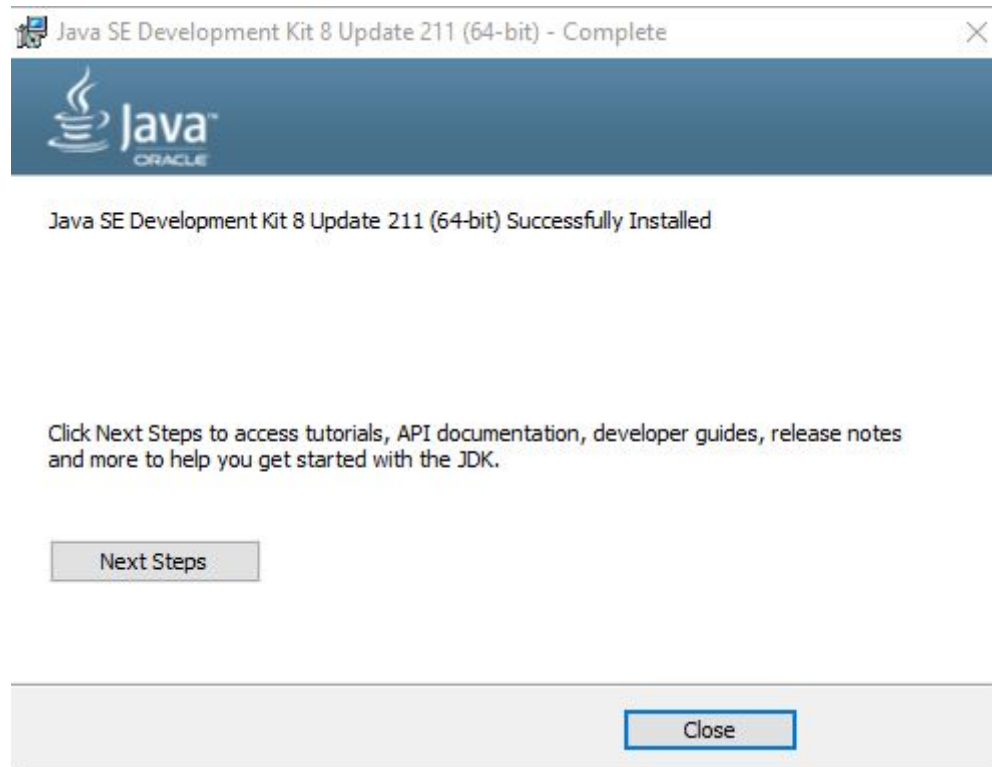 Java SE Development Kit 8 Update 211 (64-bit) - Complete
Java™
ORACLE
Java SE Development Kit 8 Update 211 (64-bit) Successfully Installed
Click Next Steps to access tutorials, API documentation, developer guides, release notes
and more to help you get started with the JDK.
Next Steps
Close